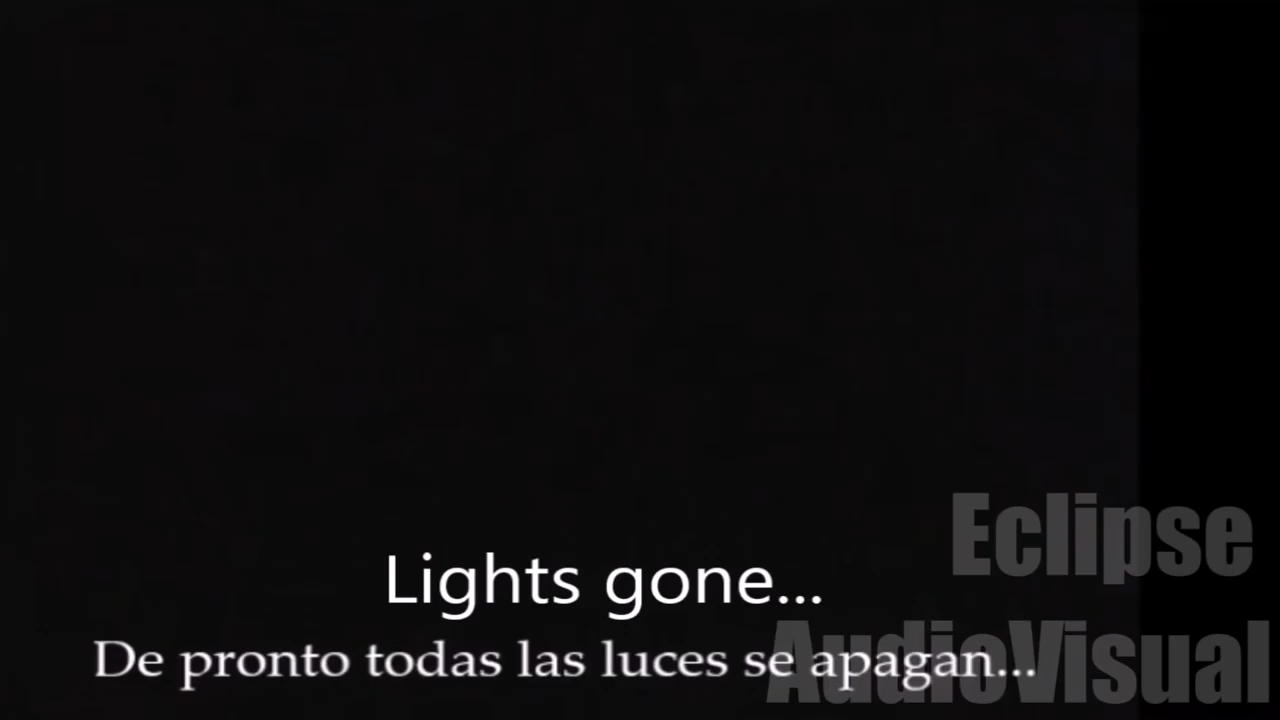 Eclipse
Lights gone...
De pronto todas las luces se apagan...
AudioVisual